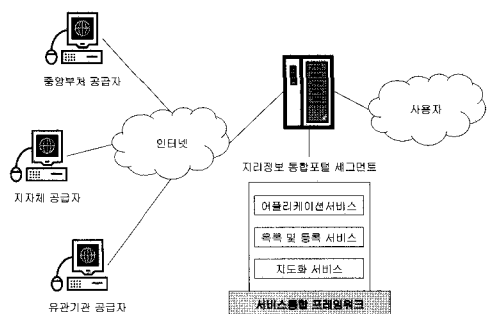 중앙부처 공급자
인터넷
사용자
지자체 공급자
지리정보 통합포털 세그먼트
어플리케이션서비스
목록 및 등록 서비스
지도화 서비스
유관기관 공급자
서비스통합 프레임워크